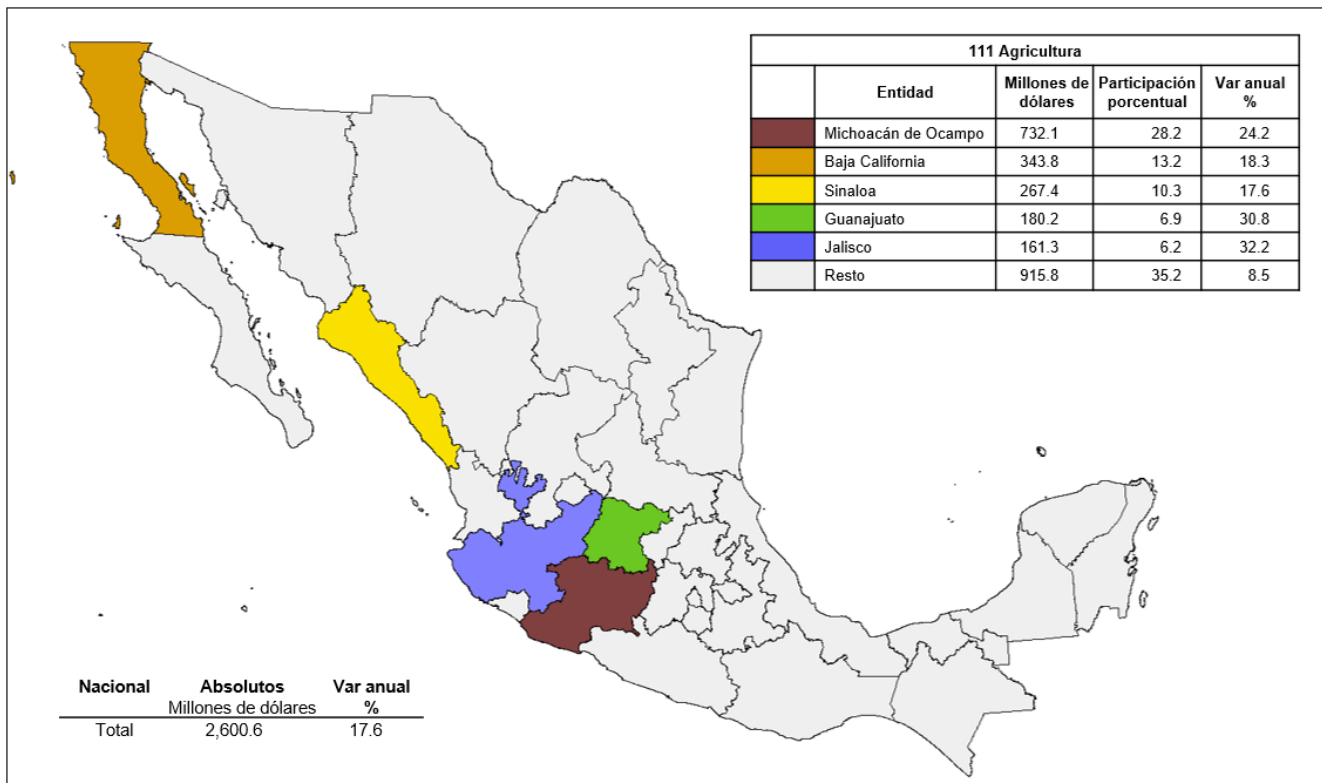 111 Agricultura
Entidad Millones de dólares Participación porcentual Var anual %
Michoacán de Ocampo 732.1 28.2 24.2
Baja California 343.8 13.2 18.3
Sinaloa 267.4 10.3 17.6
Guanajuato 180.2 6.9 30.8
Jalisco 161.3 6.2 32.2
Resto 915.8 35.2 8.5
Nacional Absolutos Var anual
Millones de dólares %
Total 2,600.6 17.6